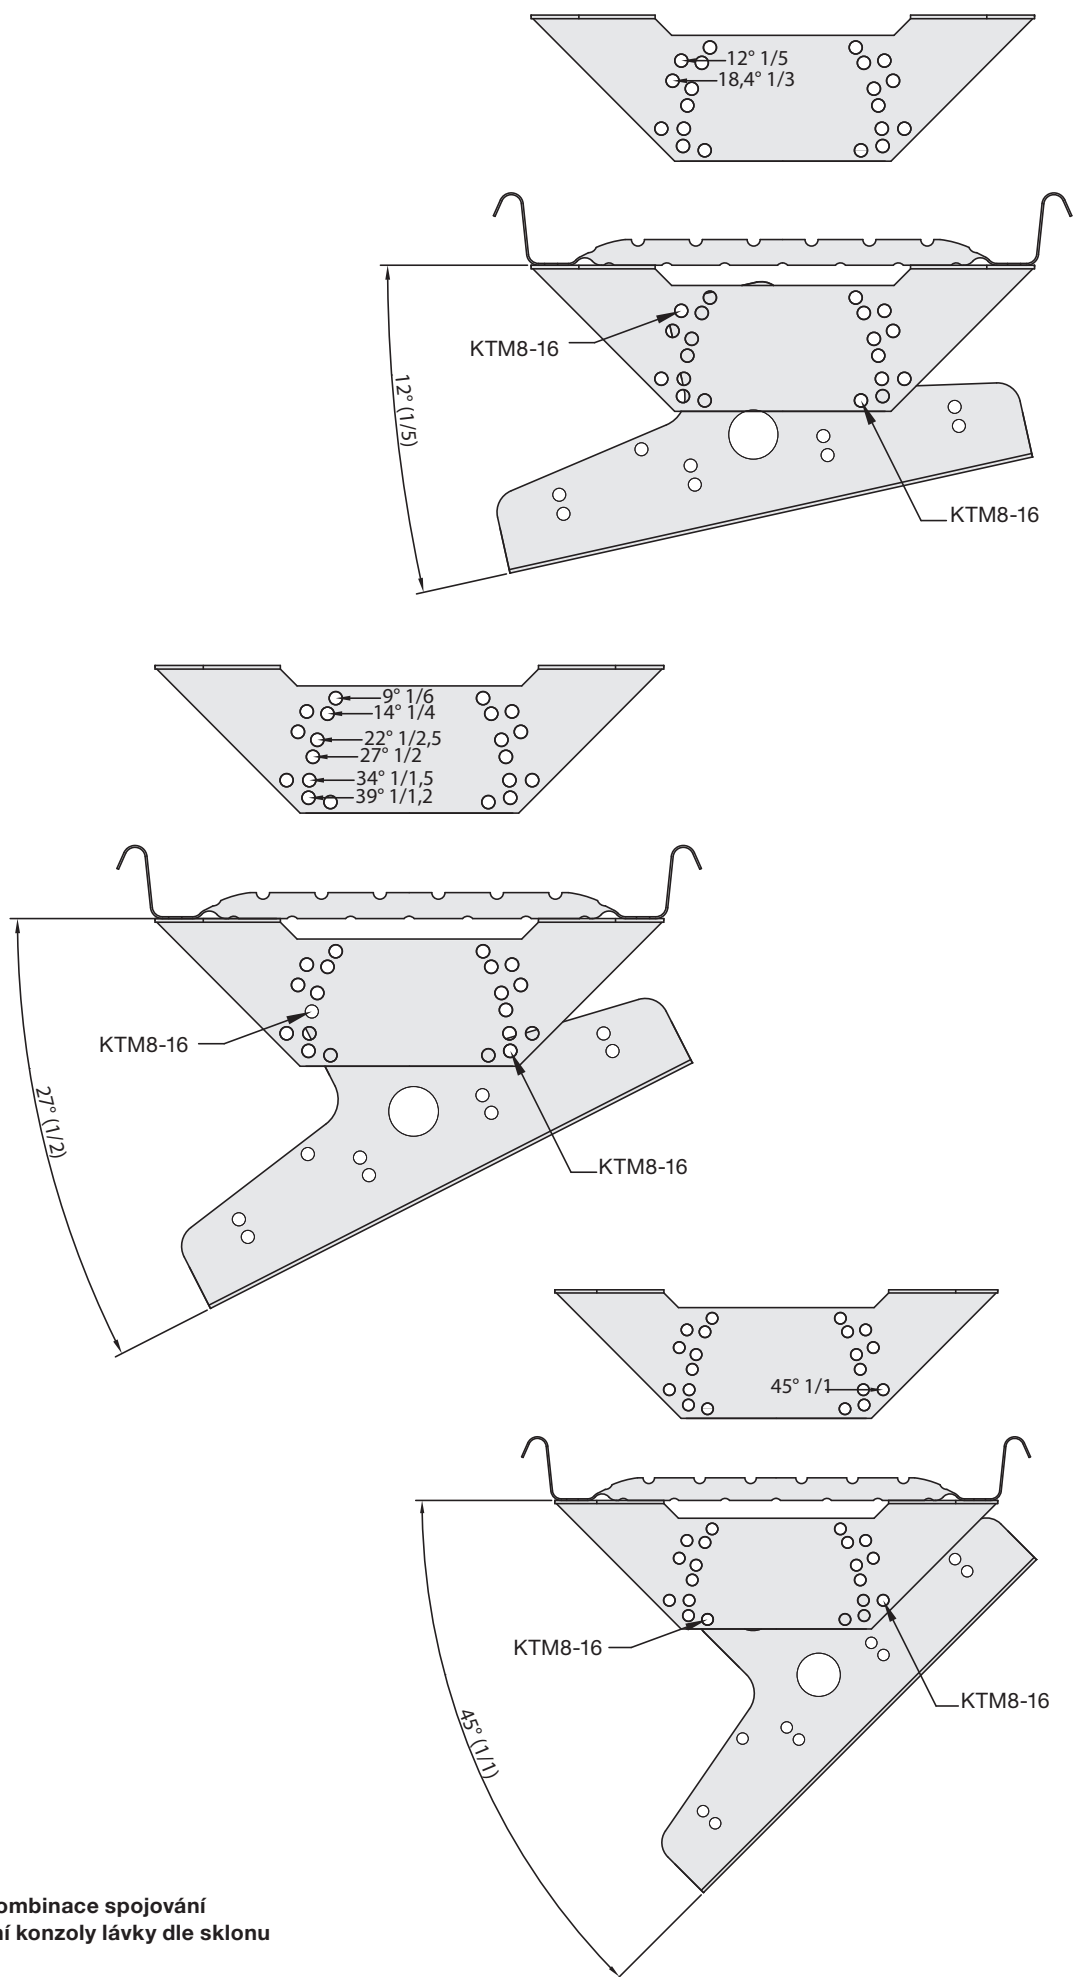 12° 1/5
18,4° 1/3
KTM8-16
12° (1/5)
KTM8-16
9° 1/6
14° 1/4
22° 1/2,5
27° 1/2
34° 1/1,5
39° 1/1,2
KTM8-16
27° (1/2)
KTM8-16
45° 1/1
KTM8-16
KTM8-16
45° (1/1)
ombinace spojování
ní konzoly lávky dle sklonu